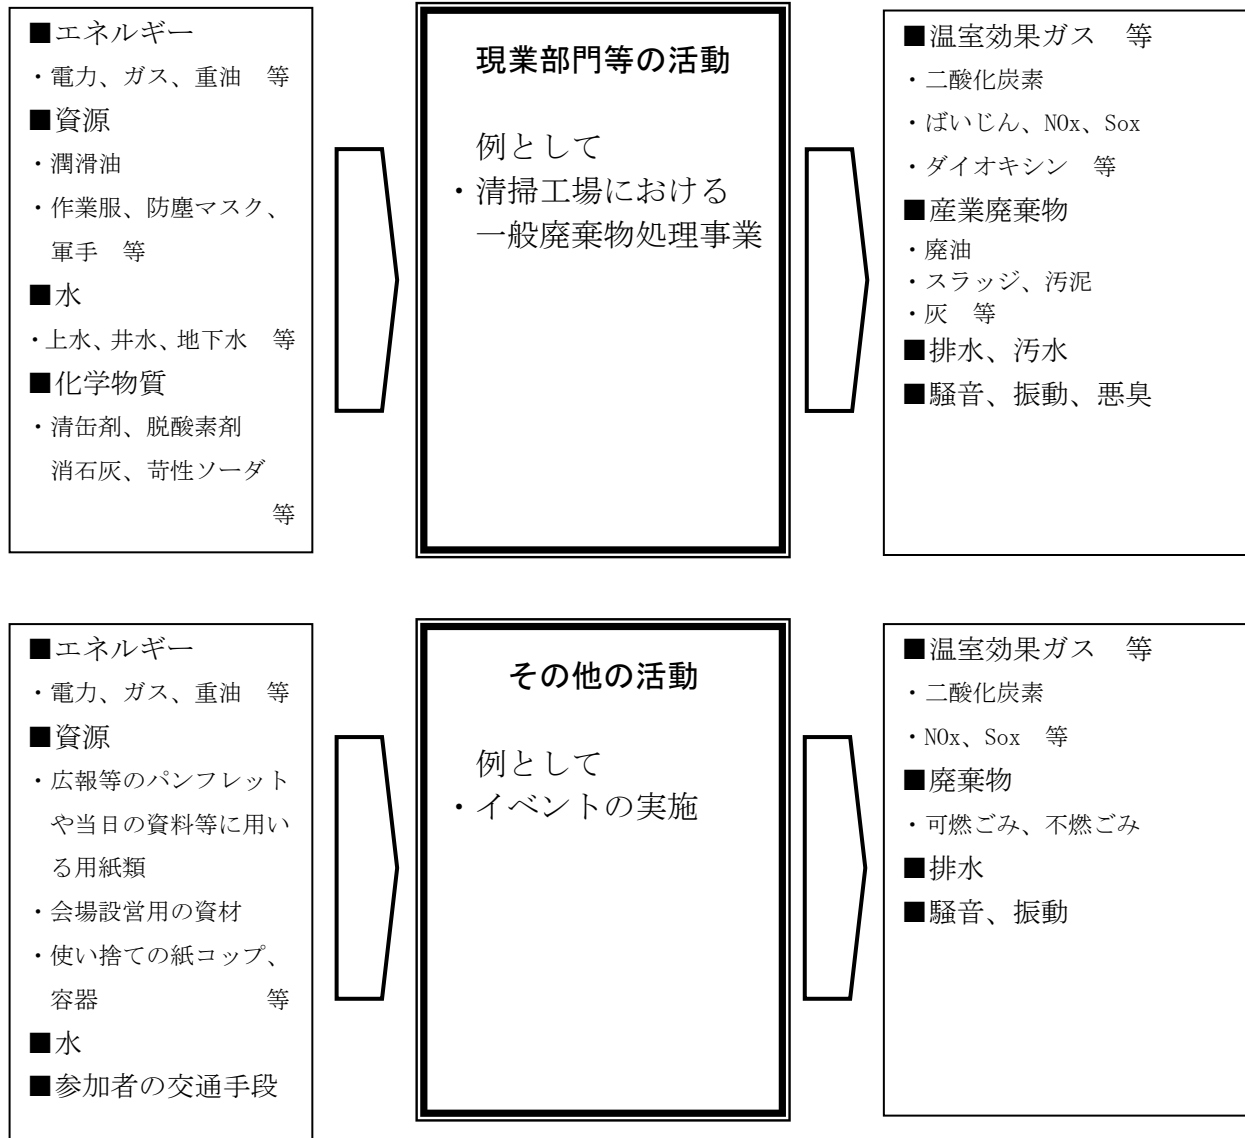 ■エネルギー
・電力、ガス、重油　等
■資源
・潤滑油
・作業服、防塵マスク、
軍手　等
■水
・上水、井水、地下水　等
■化学物質
・清缶剤、脱酸素剤
消石灰、苛性ソーダ
等
現業部門等の活動
例として
・清掃工場における
一般廃棄物処理事業
■温室効果ガス　等
・二酸化炭素
・ばいじん、NOx、Sox
・ダイオキシン　等
■産業廃棄物
・廃油
・スラッジ、汚泥
・灰　等
■排水、汚水
■騒音、振動、悪臭
■エネルギー
・電力、ガス、重油　等
■資源
・広報等のパンフレット
や当日の資料等に用い
る用紙類
・会場設営用の資材
・使い捨ての紙コップ、
容器　　　　　　　等
■水
■参加者の交通手段
その他の活動
例として
・イベントの実施
■温室効果ガス　等
・二酸化炭素
・NOx、Sox　等
■廃棄物
・可燃ごみ、不燃ごみ
■排水
■騒音、振動